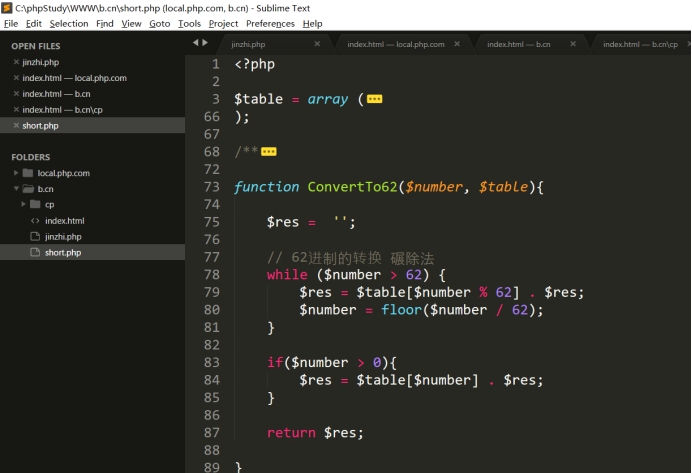 C:\phpStudy\WWW\b.cn\short.php (local.php.com, b.cn) - Sublime Text
File Edit Selection Find View Goto Tools Project Preferences Help
OPEN FILES
jinzhi.php
index.html — local.php.com
index.html — b.cn
index.html — b.cn\cp
short.php
FOLDERS
local.php.com
b.cn
cp
index.html
jinzhi.php
short.php
jinzhi.php index.html — local.php.com index.html — b.cn index.html — b.cn\cp
1 <?php
2
3 $table = array (
66 );
67
68 /**
72
73 function ConvertTo62($number, $table){
74
75 $res = '';
76
77 // 62进制的转换 碾除法
78 while ($number > 62) {
79 $res = $table[$number % 62] . $res;
80 $number = floor($number / 62);
81 }
82
83 if($number > 0){
84 $res = $table[$number] . $res;
85 }
86
87 return $res;
88
89 }